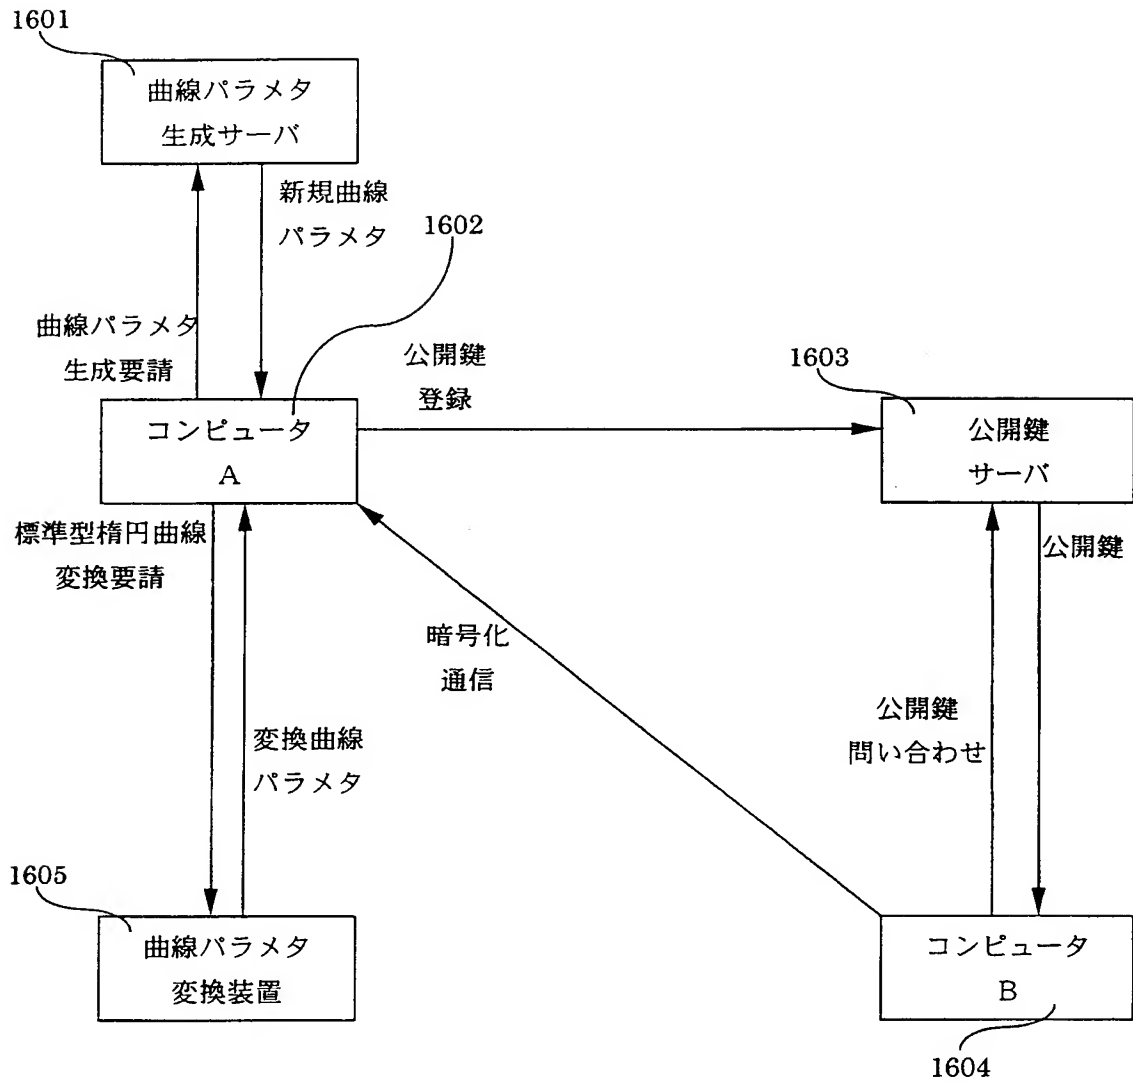 1601
曲線パラメタ
生成サーバ
新規曲線
パラメタ
1602
曲線パラメタ
生成要請
公開鍵
登録
1603
コンピュータ
A
公開鍵
サーバ
標準型楕円曲線
変換要請
公開鍵
暗号化
通信
変換曲線
パラメタ
公開鍵
問い合わせ
1605
曲線パラメタ
変換装置
コンピュータ
B
1604